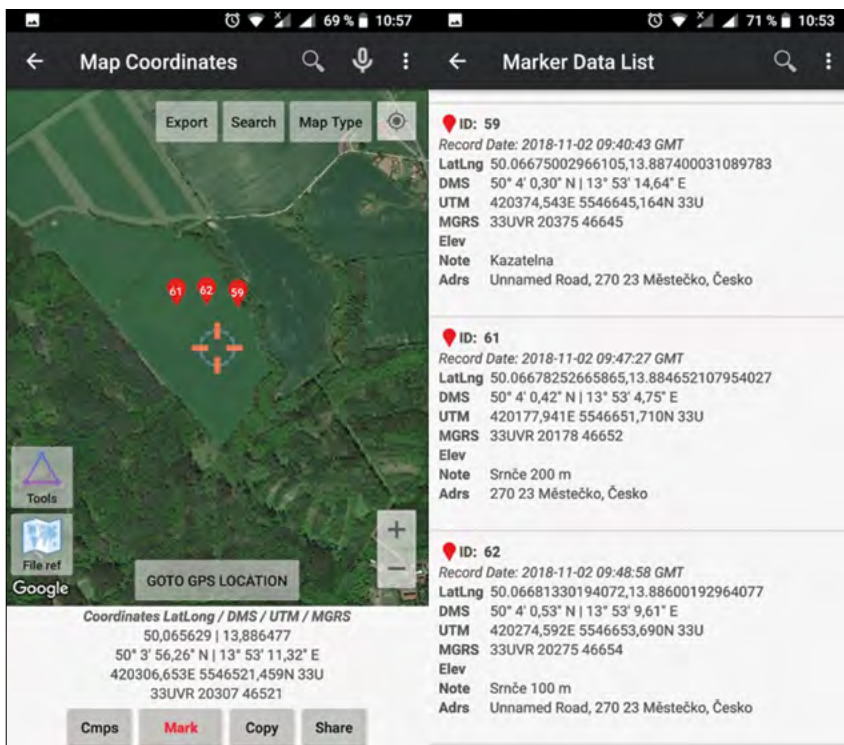 69 % 10:57
Map Coordinates
Export Search Map Type
61 62 59
Tools
File ref
Google
GOTO GPS LOCATION
+
−
Coordinates LatLong / DMS / UTM / MGRS
50,065629 | 13,886477
50° 3' 56,26" N | 13° 53' 11,32" E
420306,653E 5546521,459N 33U
33UVR 20307 46521
Cmps Mark Copy Share
71 % 10:53
Marker Data List
ID: 59
Record Date: 2018-11-02 09:40:43 GMT
LatLng 50.06675002966105,13.887400031089783
DMS 50° 4' 0,30" N | 13° 53' 14,64" E
UTM 420374,543E 5546645,164N 33U
MGRS 33UVR 20375 46645
Elev
Note Kazatelna
Adrs Unnamed Road, 270 23 Městečko, Česko
ID: 61
Record Date: 2018-11-02 09:47:27 GMT
LatLng 50.06678252665865,13.884652107954027
DMS 50° 4' 0,42" N | 13° 53' 4,75" E
UTM 420177,941E 5546651,710N 33U
MGRS 33UVR 20178 46652
Elev
Note Srnče 200 m
Adrs 270 23 Městečko, Česko
ID: 62
Record Date: 2018-11-02 09:48:58 GMT
LatLng 50.06681330194072,13.88600192964077
DMS 50° 4' 0,53" N | 13° 53' 9,61" E
UTM 420274,592E 5546653,690N 33U
MGRS 33UVR 20275 46654
Elev
Note Srnče 100 m
Adrs Unnamed Road, 270 23 Městečko, Česko